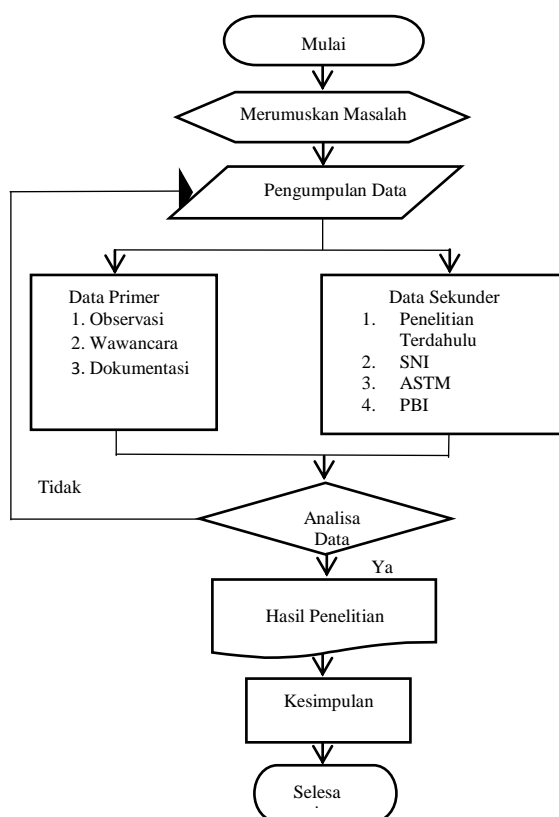 Mulai
Merumuskan Masalah
Pengumpulan Data
Data Primer
1. Observasi
2. Wawancara
3. Dokumentasi
Data Sekunder
1. Penelitian
Terdahulu
2. SNI
3. ASTM
4. PBI
Tidak
Analisa
Data
Ya
Hasil Penelitian
Kesimpulan
Selesa